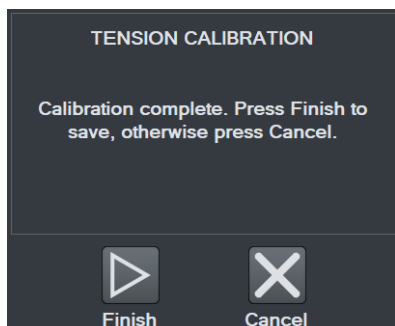 TENSION CALIBRATION
Calibration complete. Press Finish to
save, otherwise press Cancel.
Finish
Cancel